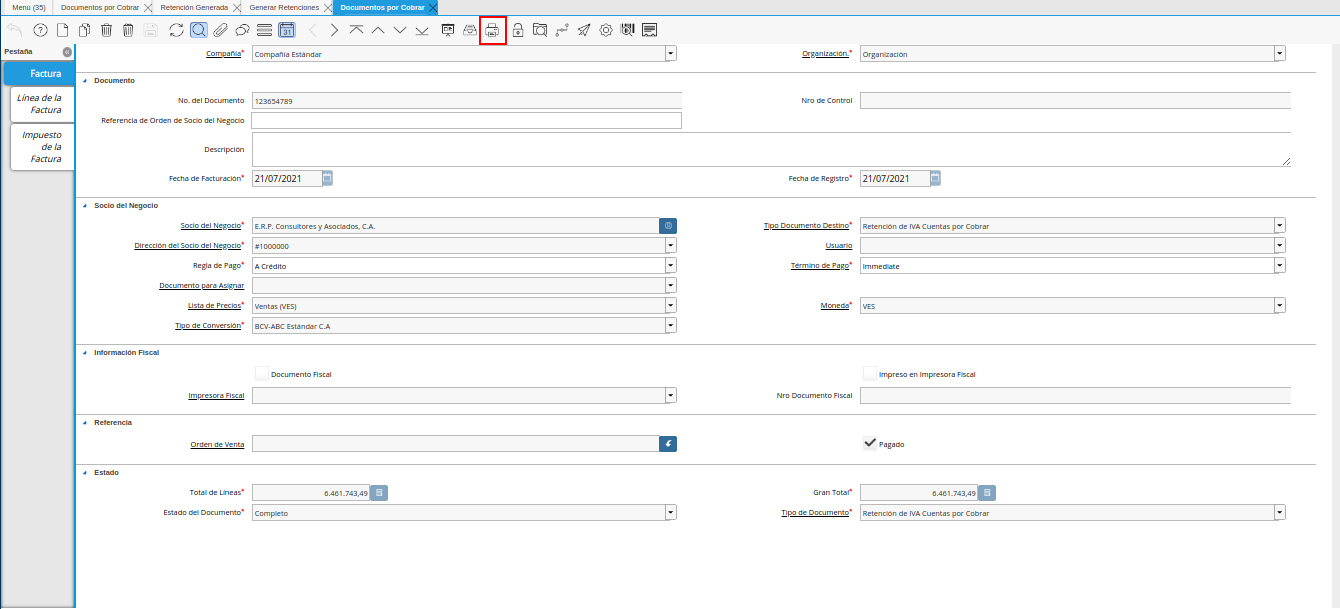 Menú (35) Documentos por Cobrar Retención Generada Generar Retenciones Documentos por Cobrar
31
Pestaña
Factura
Línea de la
Factura
Impuesto
de la
Factura
Compañía* Compañía Estándar Organización.* Organización
Documento
No. del Documento 123654789 Nro de Control
Referencia de Orden de Socio del Negocio
Descripción
Fecha de Facturación* 21/07/2021 Fecha de Registro* 21/07/2021
Socio del Negocio
Socio del Negocio* E.R.P. Consultores y Asociados, C.A. Tipo Documento Destino* Retención de IVA Cuentas por Cobrar
Dirección del Socio del Negocio* #1000000 Usuario
Regla de Pago* A Crédito Término de Pago* Immediate
Documento para Asignar
Lista de Precios* Ventas (VES) Moneda* VES
Tipo de Conversión* BCV-ABC Estándar C.A
Información Fiscal
Documento Fiscal Impreso en Impresora Fiscal
Impresora Fiscal Nro Documento Fiscal
Referencia
Orden de Venta Pagado
Estado
Total de Líneas* 6.461.743,49 Gran Total* 6.461.743,49
Estado del Documento* Completo Tipo de Documento* Retención de IVA Cuentas por Cobrar